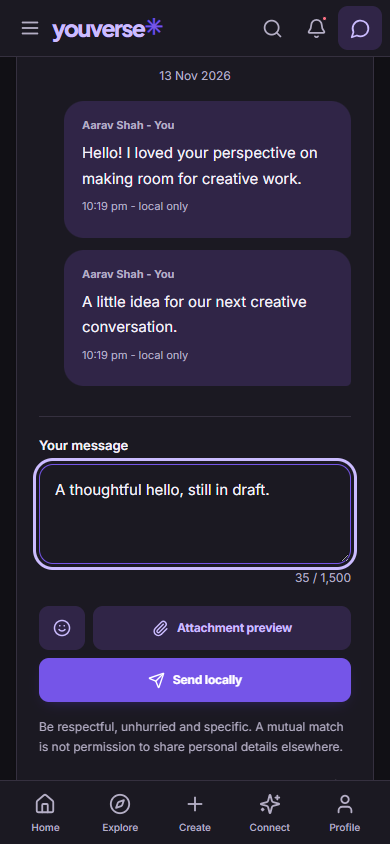 youverse
13 Nov 2026
Aarav Shah - You
Hello! I loved your perspective on
making room for creative work.
10:19 pm - local only
Aarav Shah - You
A little idea for our next creative
conversation.
10:19 pm - local only
Your message
A thoughtful hello, still in draft.
35 / 1,500
Attachment preview
Send locally
Be respectful, unhurried and specific. A mutual match
is not permission to share personal details elsewhere.
Home
Explore
Create
Connect
Profile